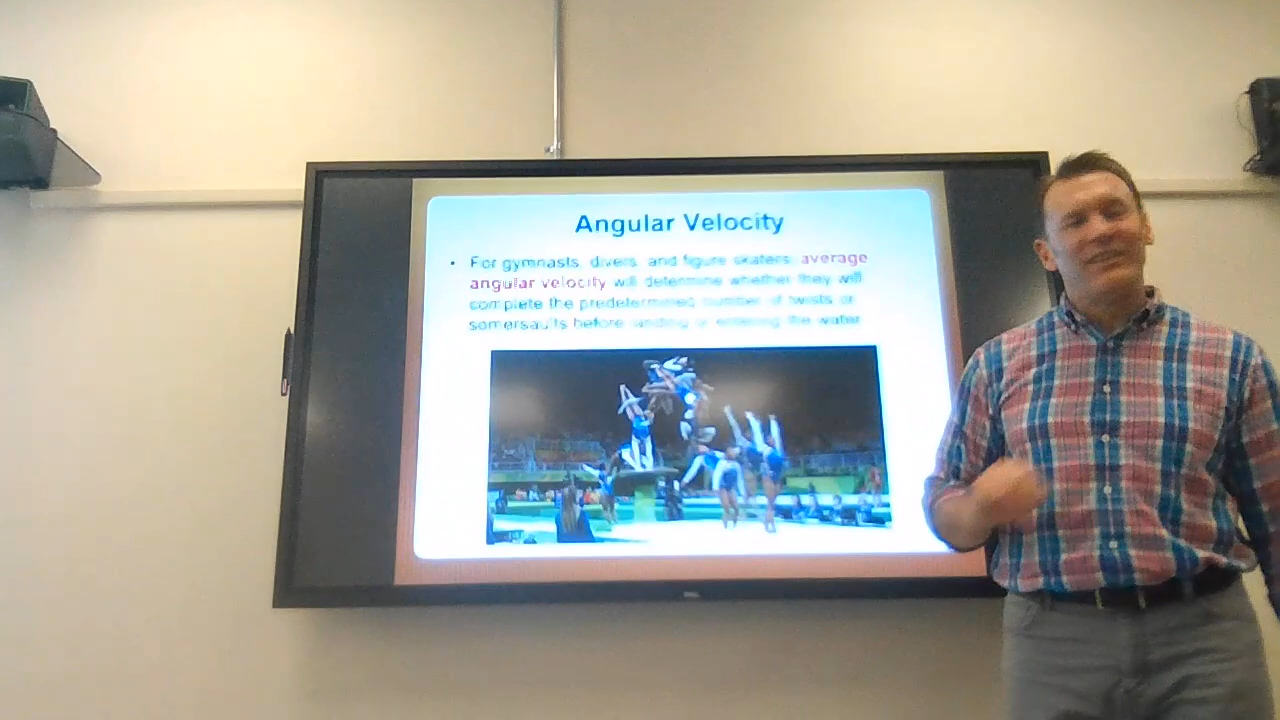 Angular Velocity
• For gymnasts, divers, and figure skaters, average
angular velocity will determine whether they will
complete the predetermined number of twists or
somersaults before landing or entering the water